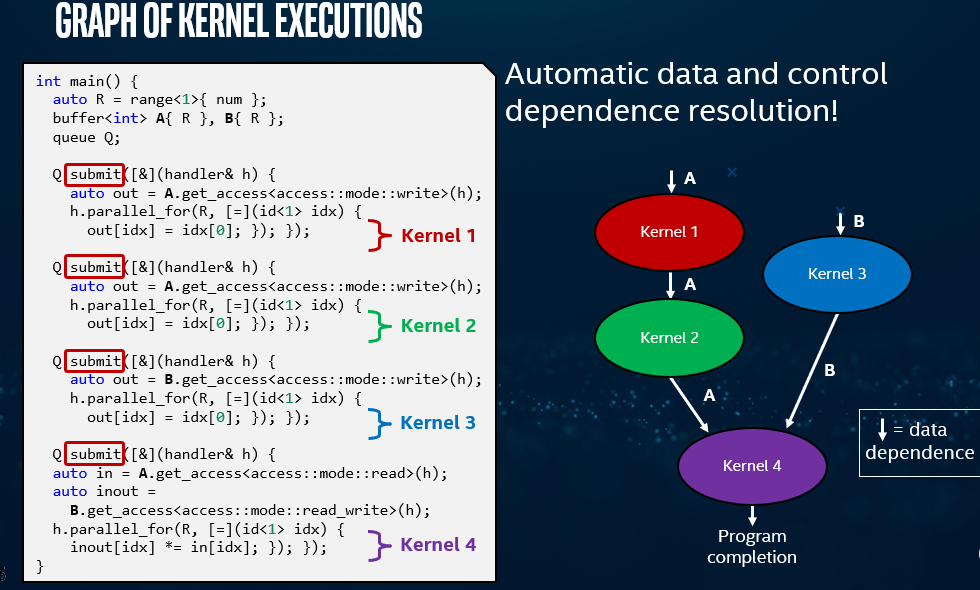 GRAPH OF KERNEL EXECUTIONS
int main() {
auto R = range<1>{ num };
buffer<int> A{ R }, B{ R };
queue Q;
Q submit([&](handler& h) {
auto out = A.get_access<access::mode::write>(h);
h.parallel_for(R, [=](id<1> idx) {
out[idx] = idx[0]; }); });
Kernel 1
Q submit([&](handler& h) {
auto out = A.get_access<access::mode::write>(h);
h.parallel_for(R, [=](id<1> idx) {
out[idx] = idx[0]; }); });
Kernel 2
Q submit([&](handler& h) {
auto out = B.get_access<access::mode::write>(h);
h.parallel_for(R, [=](id<1> idx) {
out[idx] = idx[0]; }); });
Kernel 3
Q submit([&](handler& h) {
auto in = A.get_access<access::mode::read>(h);
auto inout =
B.get_access<access::mode::read_write>(h);
h.parallel_for(R, [=](id<1> idx) {
inout[idx] *= in[idx]; }); });
Kernel 4
}
Automatic data and control
dependence resolution!
A
Kernel 1
B
Kernel 3
A
Kernel 2
A
B
Kernel 4
= data
dependence
Program
completion